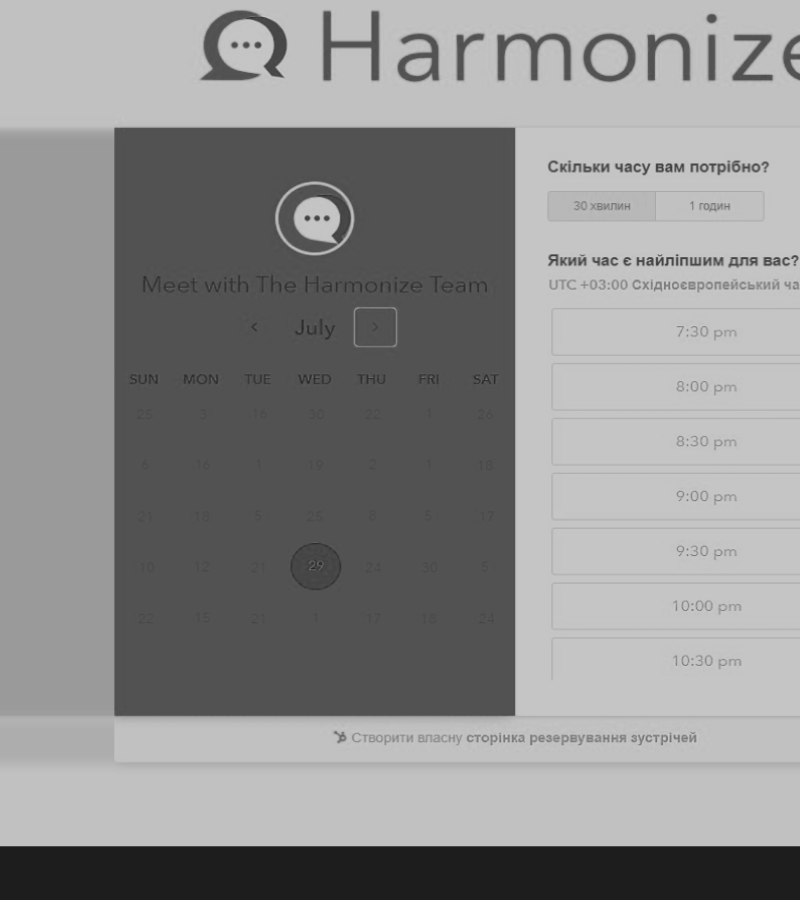 Harmonize
Meet with The Harmonize Team
July
SUN MON TUE WED THU FRI SAT
25 3 16 30 22 1 26
6 16 1 19 2 1 18
21 18 5 28 8 5 17
10 12 21 29 24 30 5
22 15 21 1 17 18 24
Скільки часу вам потрібно?
30 хвилин 1 годин
Який час є найліпшим для вас?
UTC +03:00 Східноєвропейський ча
7:30 pm
8:00 pm
8:30 pm
9:00 pm
9:30 pm
10:00 pm
10:30 pm
Створити власну сторінка резервування зустрічей